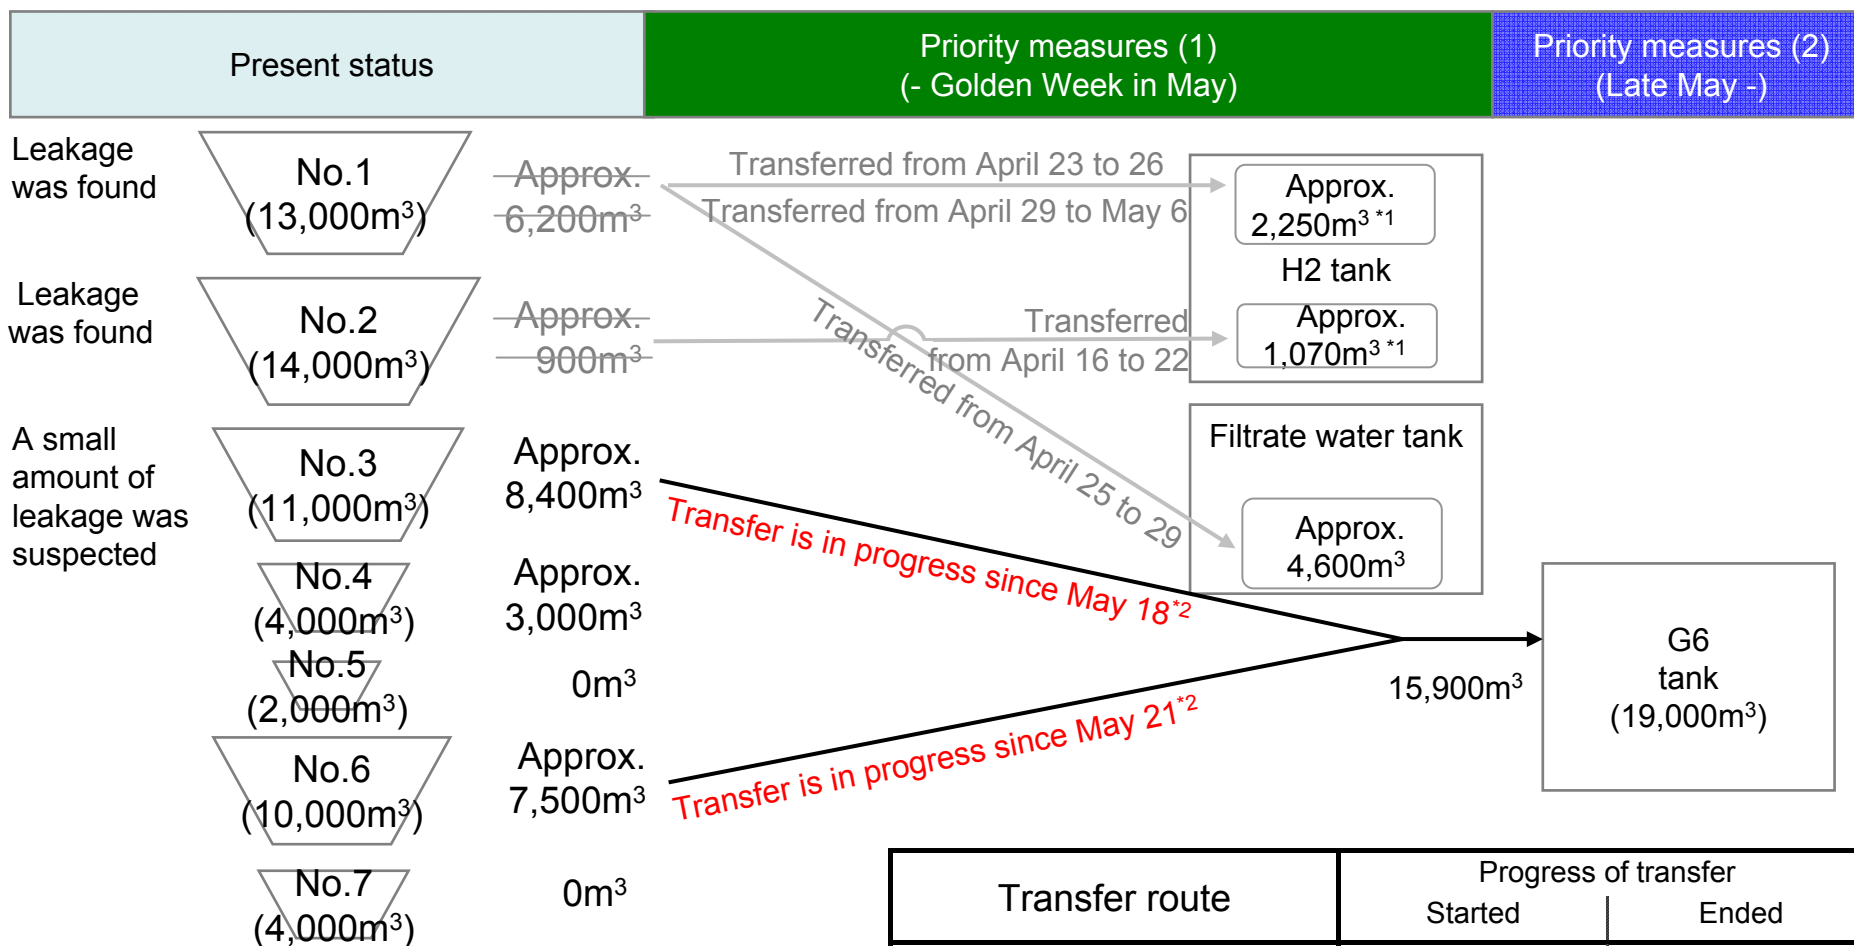 Present status
Priority measures (1)
(- Golden Week in May)
Priority measures (2)
(Late May -)
Leakage
was found
No.1
(13,000m³)
Approx.
6,200m³
Transferred from April 23 to 26
Transferred from April 29 to May 6
Approx.
2,250m³ *1
H2 tank
Leakage
was found
No.2
(14,000m³)
Approx.
900m³
Transferred
from April 16 to 22
Approx.
1,070m³ *1
Transferred from April 25 to 29
A small
amount of
leakage was
suspected
No.3
(11,000m³)
Approx.
8,400m³
Transfer is in progress since May 18*2
Filtrate water tank
Approx.
4,600m³
No.4
(4,000m³)
Approx.
3,000m³
No.5
(2,000m³)
0m³
No.6
(10,000m³)
Approx.
7,500m³
Transfer is in progress since May 21*2
15,900m³
G6
tank
(19,000m³)
No.7
(4,000m³)
0m³
Transfer route
Progress of transfer
Started
Ended